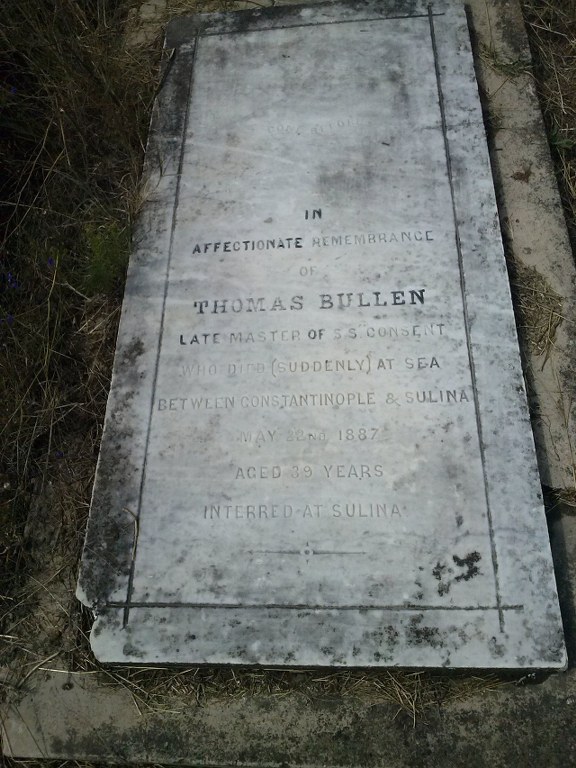 IN
AFFECTIONATE REMEMBRANCE
OF
THOMAS BULLEN
LATE MASTER OF S.S "CONSENT
WHO DIED (SUDDENLY) AT SEA
BETWEEN CONSTANTINOPLE & SULINA
MAY 22ND 1887
AGED 39 YEARS
INTERRED AT SULINA